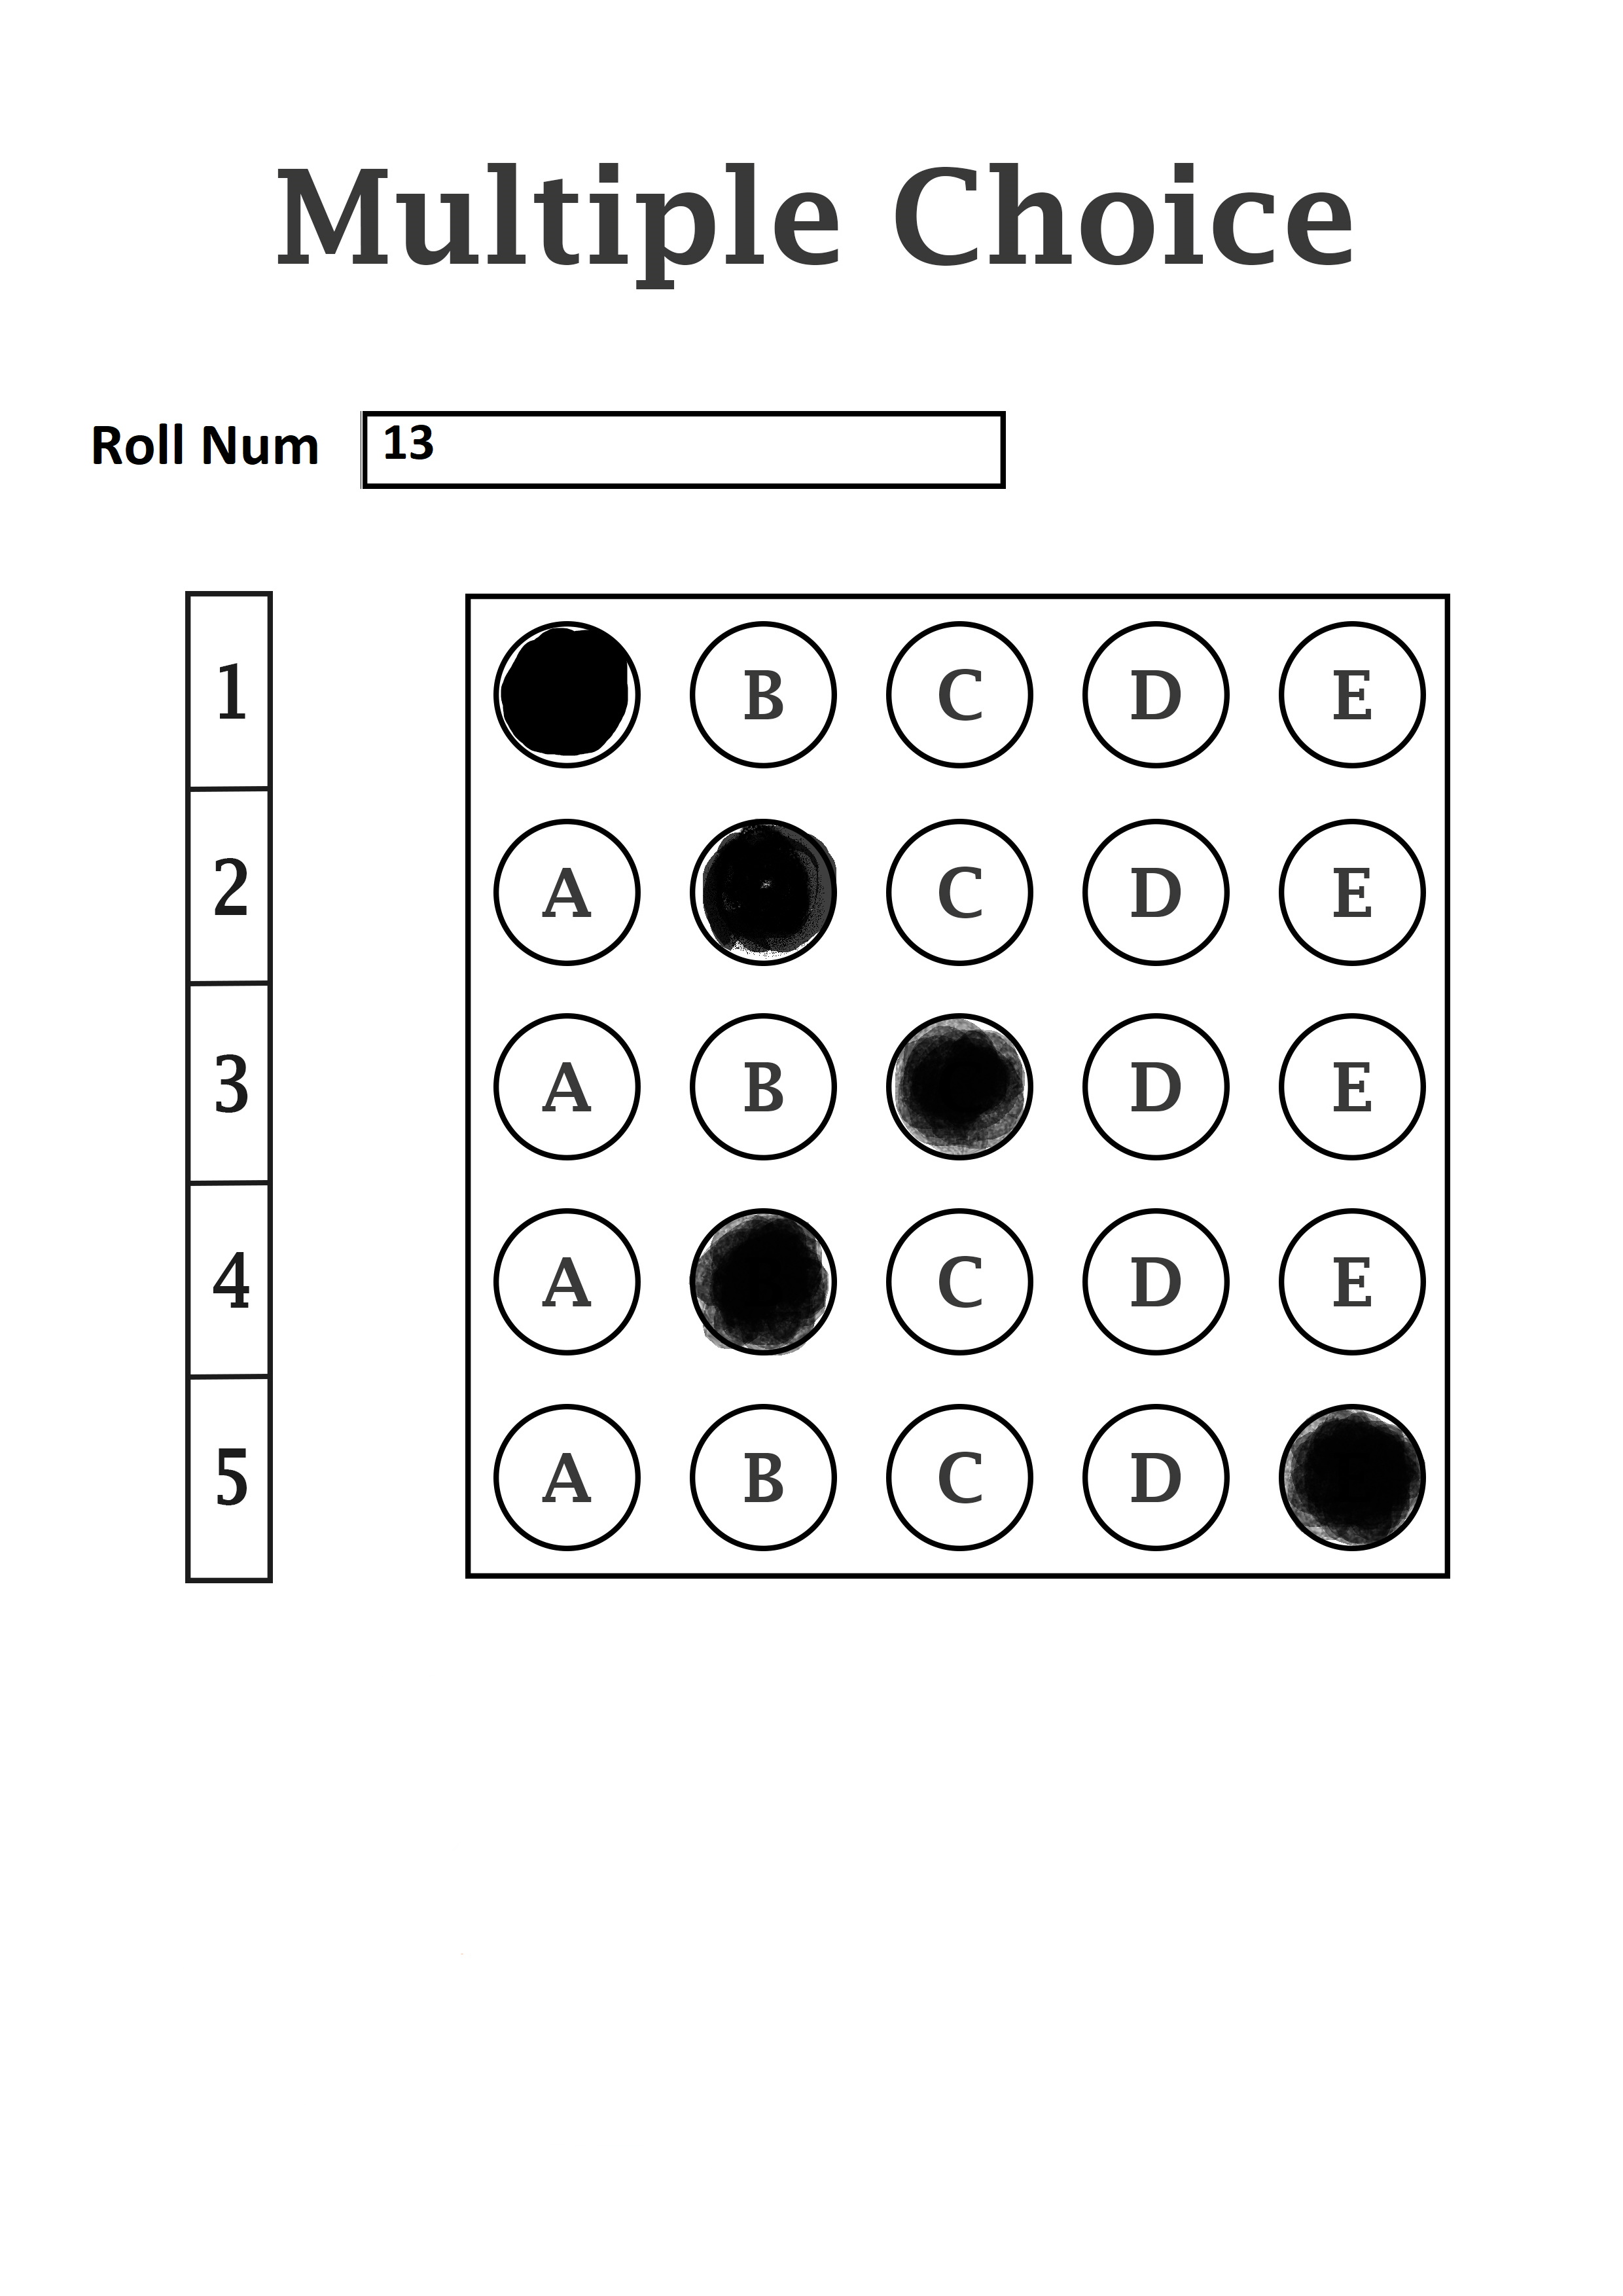 Multiple Choice
Roll Num 13
1 B C D E
2 A C D E
3 A B D E
4 A C D E
5 A B C D